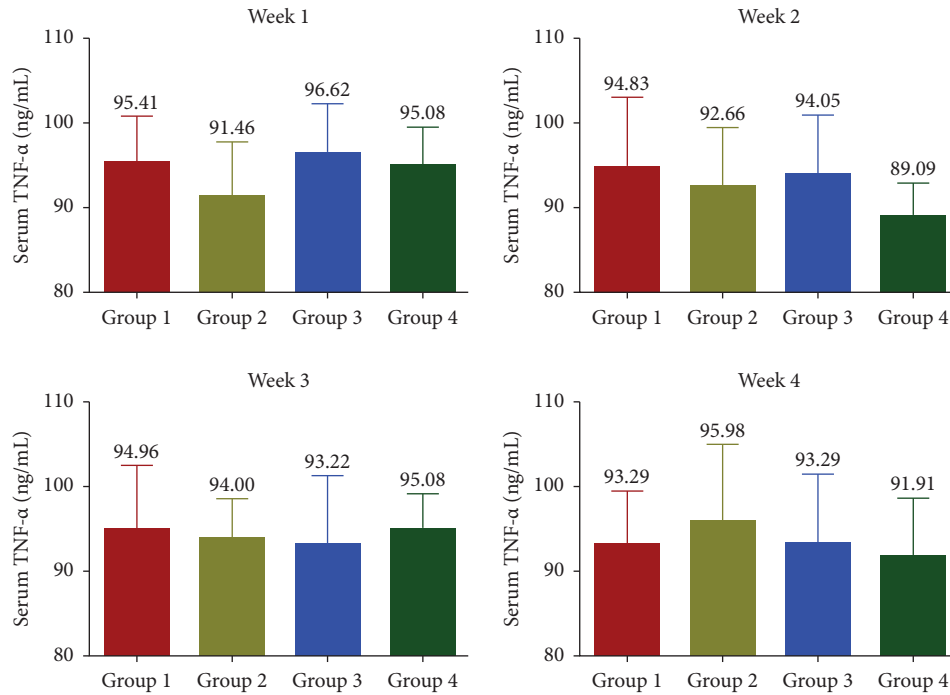 Week 1
Serum TNF-α (ng/mL)
110
100
90
80
95.41
91.46
96.62
95.08
Group 1 Group 2 Group 3 Group 4
Week 2
Serum TNF-α (ng/mL)
110
100
90
80
94.83
92.66
94.05
89.09
Group 1 Group 2 Group 3 Group 4
Week 3
Serum TNF-α (ng/mL)
110
100
90
80
94.96
94.00
93.22
95.08
Group 1 Group 2 Group 3 Group 4
Week 4
Serum TNF-α (ng/mL)
110
100
90
80
93.29
95.98
93.29
91.91
Group 1 Group 2 Group 3 Group 4